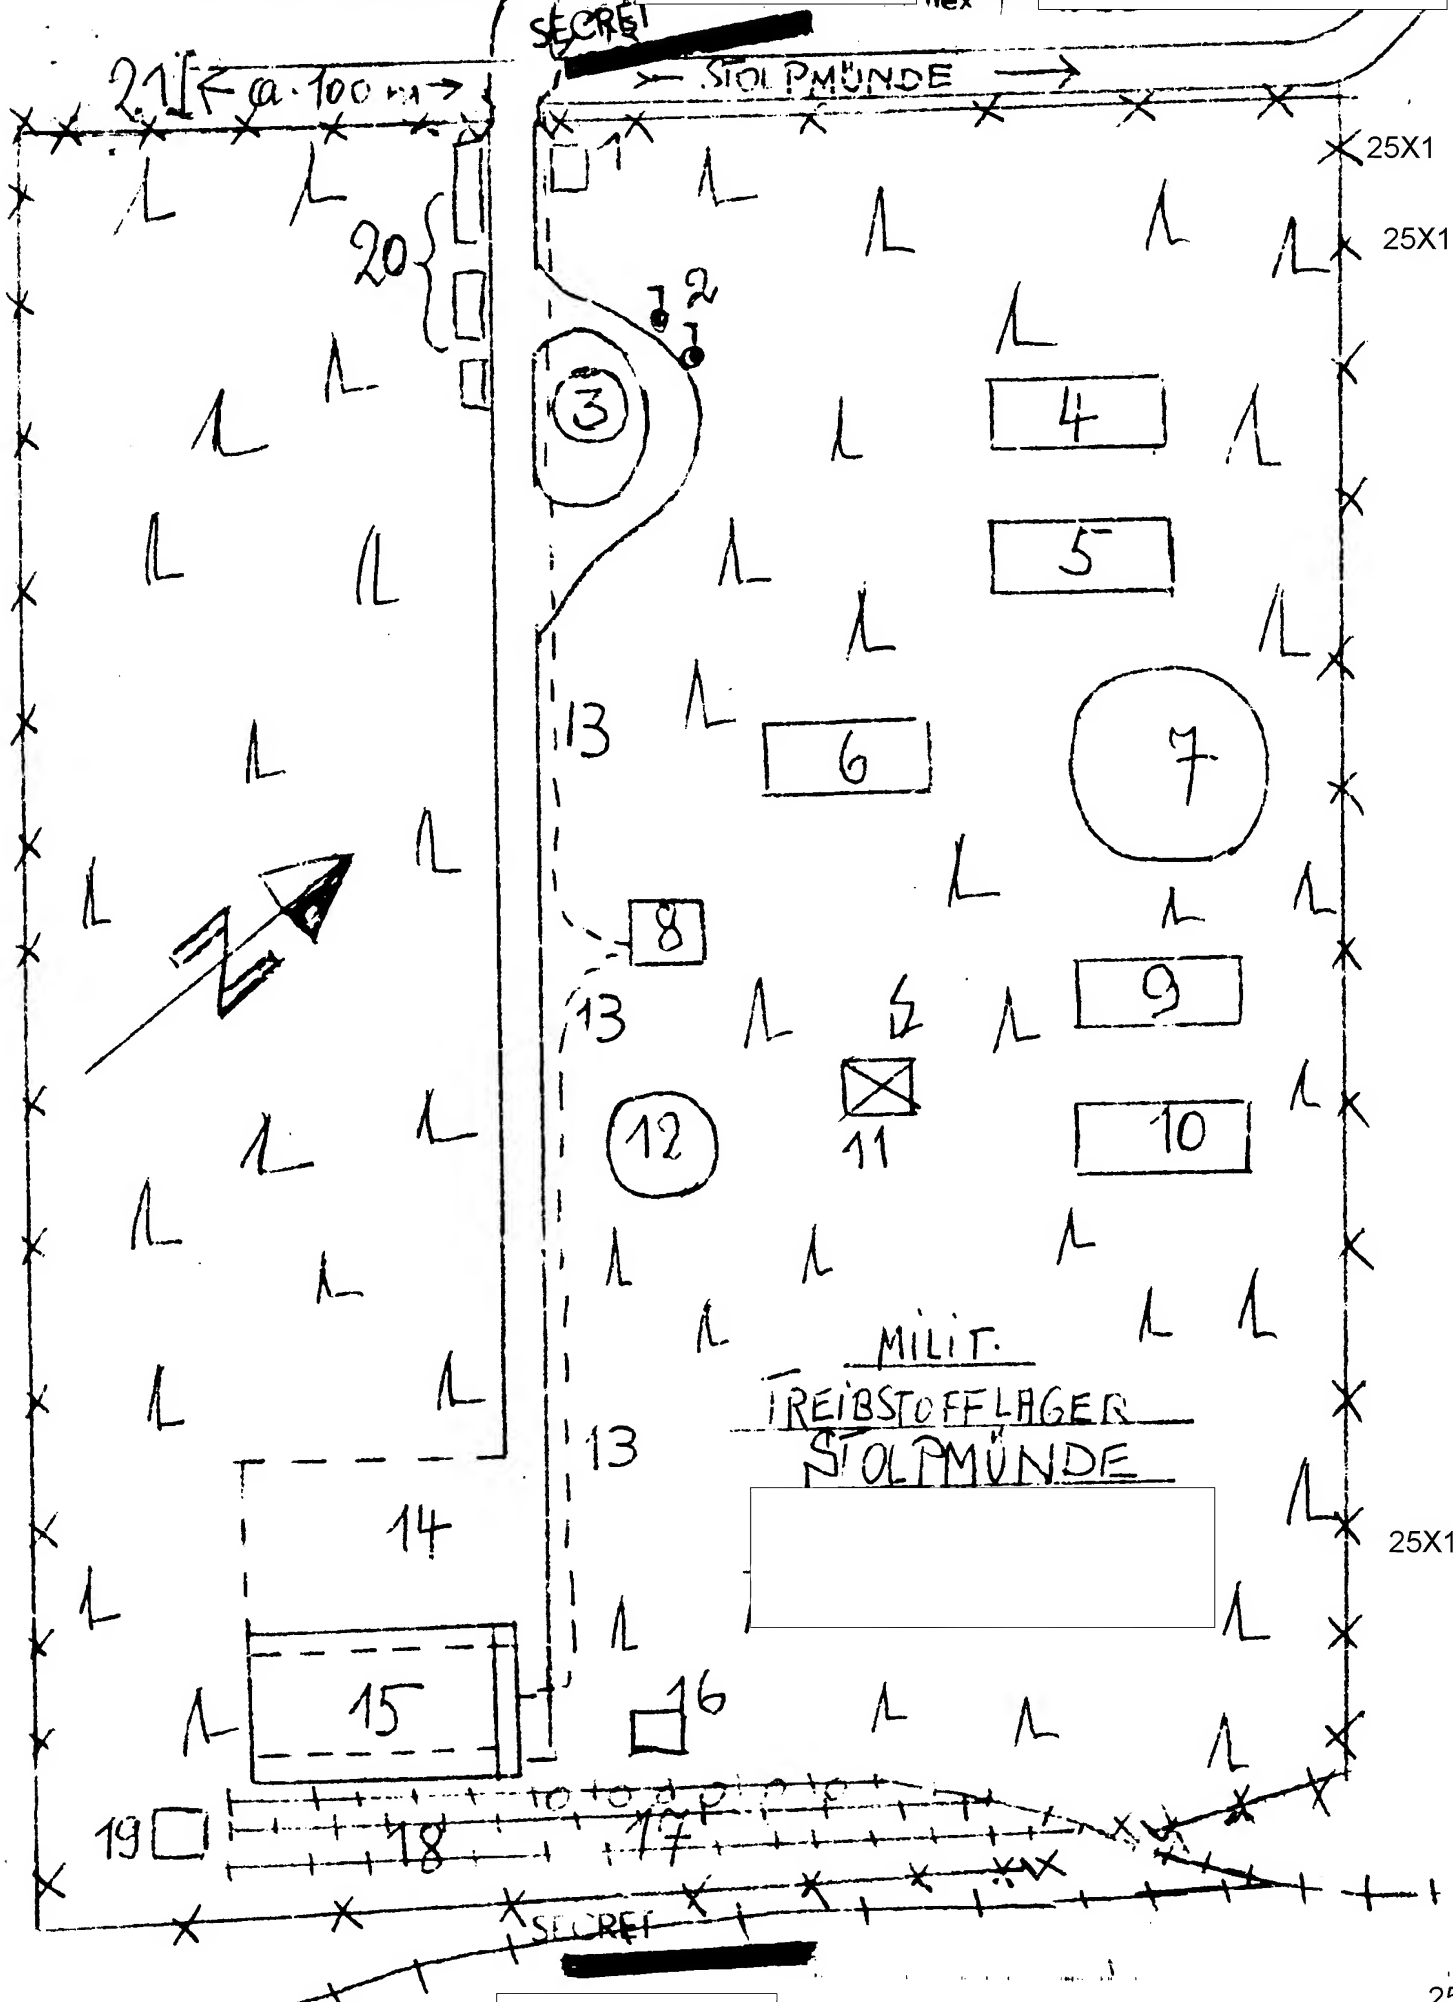 SECRET
21 ← ca. 100 m →
>— STOLPMÜNDE →
1
25X1
20
25X1
2
3
4
5
13
6
7
8
N
13
9
11
12
10
MILIT.
TREIBSTOFFLAGER
STOLPMÜNDE
13
14
25X1
15
16
19
18
17
SECRET